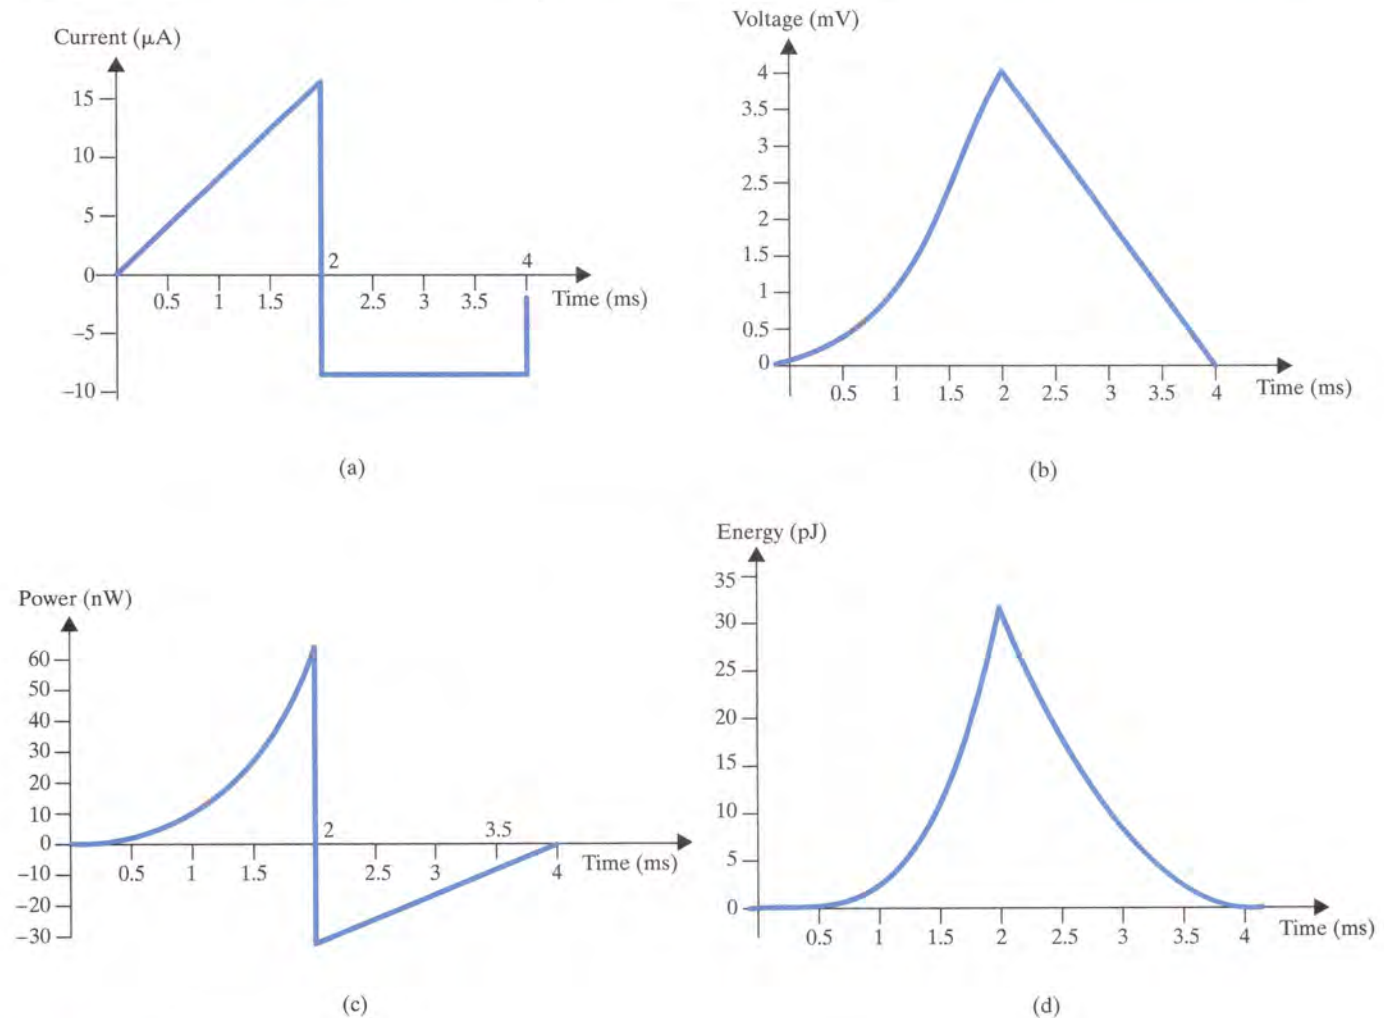 Current (μA)
15
10
5
0
−5
−10
0.5 1 1.5 2 2.5 3 3.5 4
Time (ms)
(a)
Voltage (mV)
4
3.5
3
2.5
2
1.5
1
0.5
0
0.5 1 1.5 2 2.5 3 3.5 4
Time (ms)
(b)
Power (nW)
60
50
40
30
20
10
0
−10
−20
−30
0.5 1 1.5 2 2.5 3 3.5 4
Time (ms)
(c)
Energy (pJ)
35
30
25
20
15
10
5
0
0.5 1 1.5 2 2.5 3 3.5 4
Time (ms)
(d)